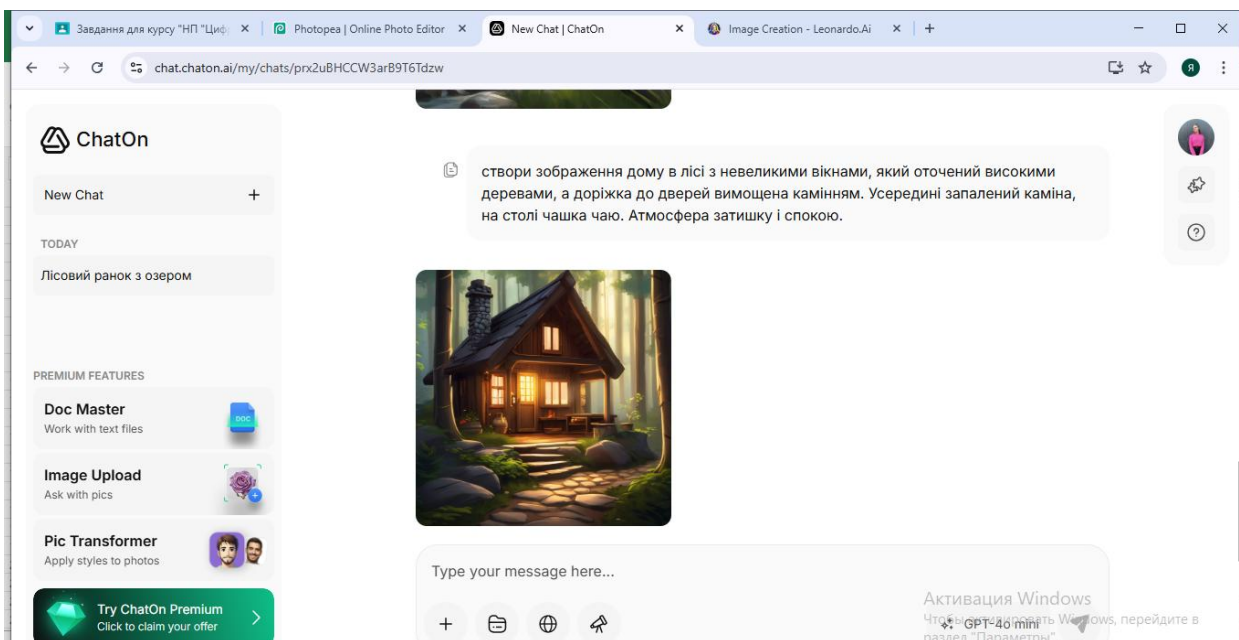 Завдання для курсу "НП "Циф
Photopea | Online Photo Editor
New Chat | ChatOn
Image Creation - Leonardo.Ai
chat.chaton.ai/my/chats/prx2uBHCCW3arB9T6Tdzw
Я
ChatOn
New Chat
TODAY
Лісовий ранок з озером
PREMIUM FEATURES
Doc Master
Work with text files
DOC
Image Upload
Ask with pics
Pic Transformer
Apply styles to photos
Try ChatOn Premium
Click to claim your offer
створи зображення дому в лісі з невеликими вікнами, який оточений високими
деревами, а доріжка до дверей вимощена камінням. Усередині запалений каміна,
на столі чашка чаю. Атмосфера затишку і спокою.
Type your message here...
GPT-4o mini
Активация Windows
Чтобы активировать Windows, перейдите в
раздел "Параметры"